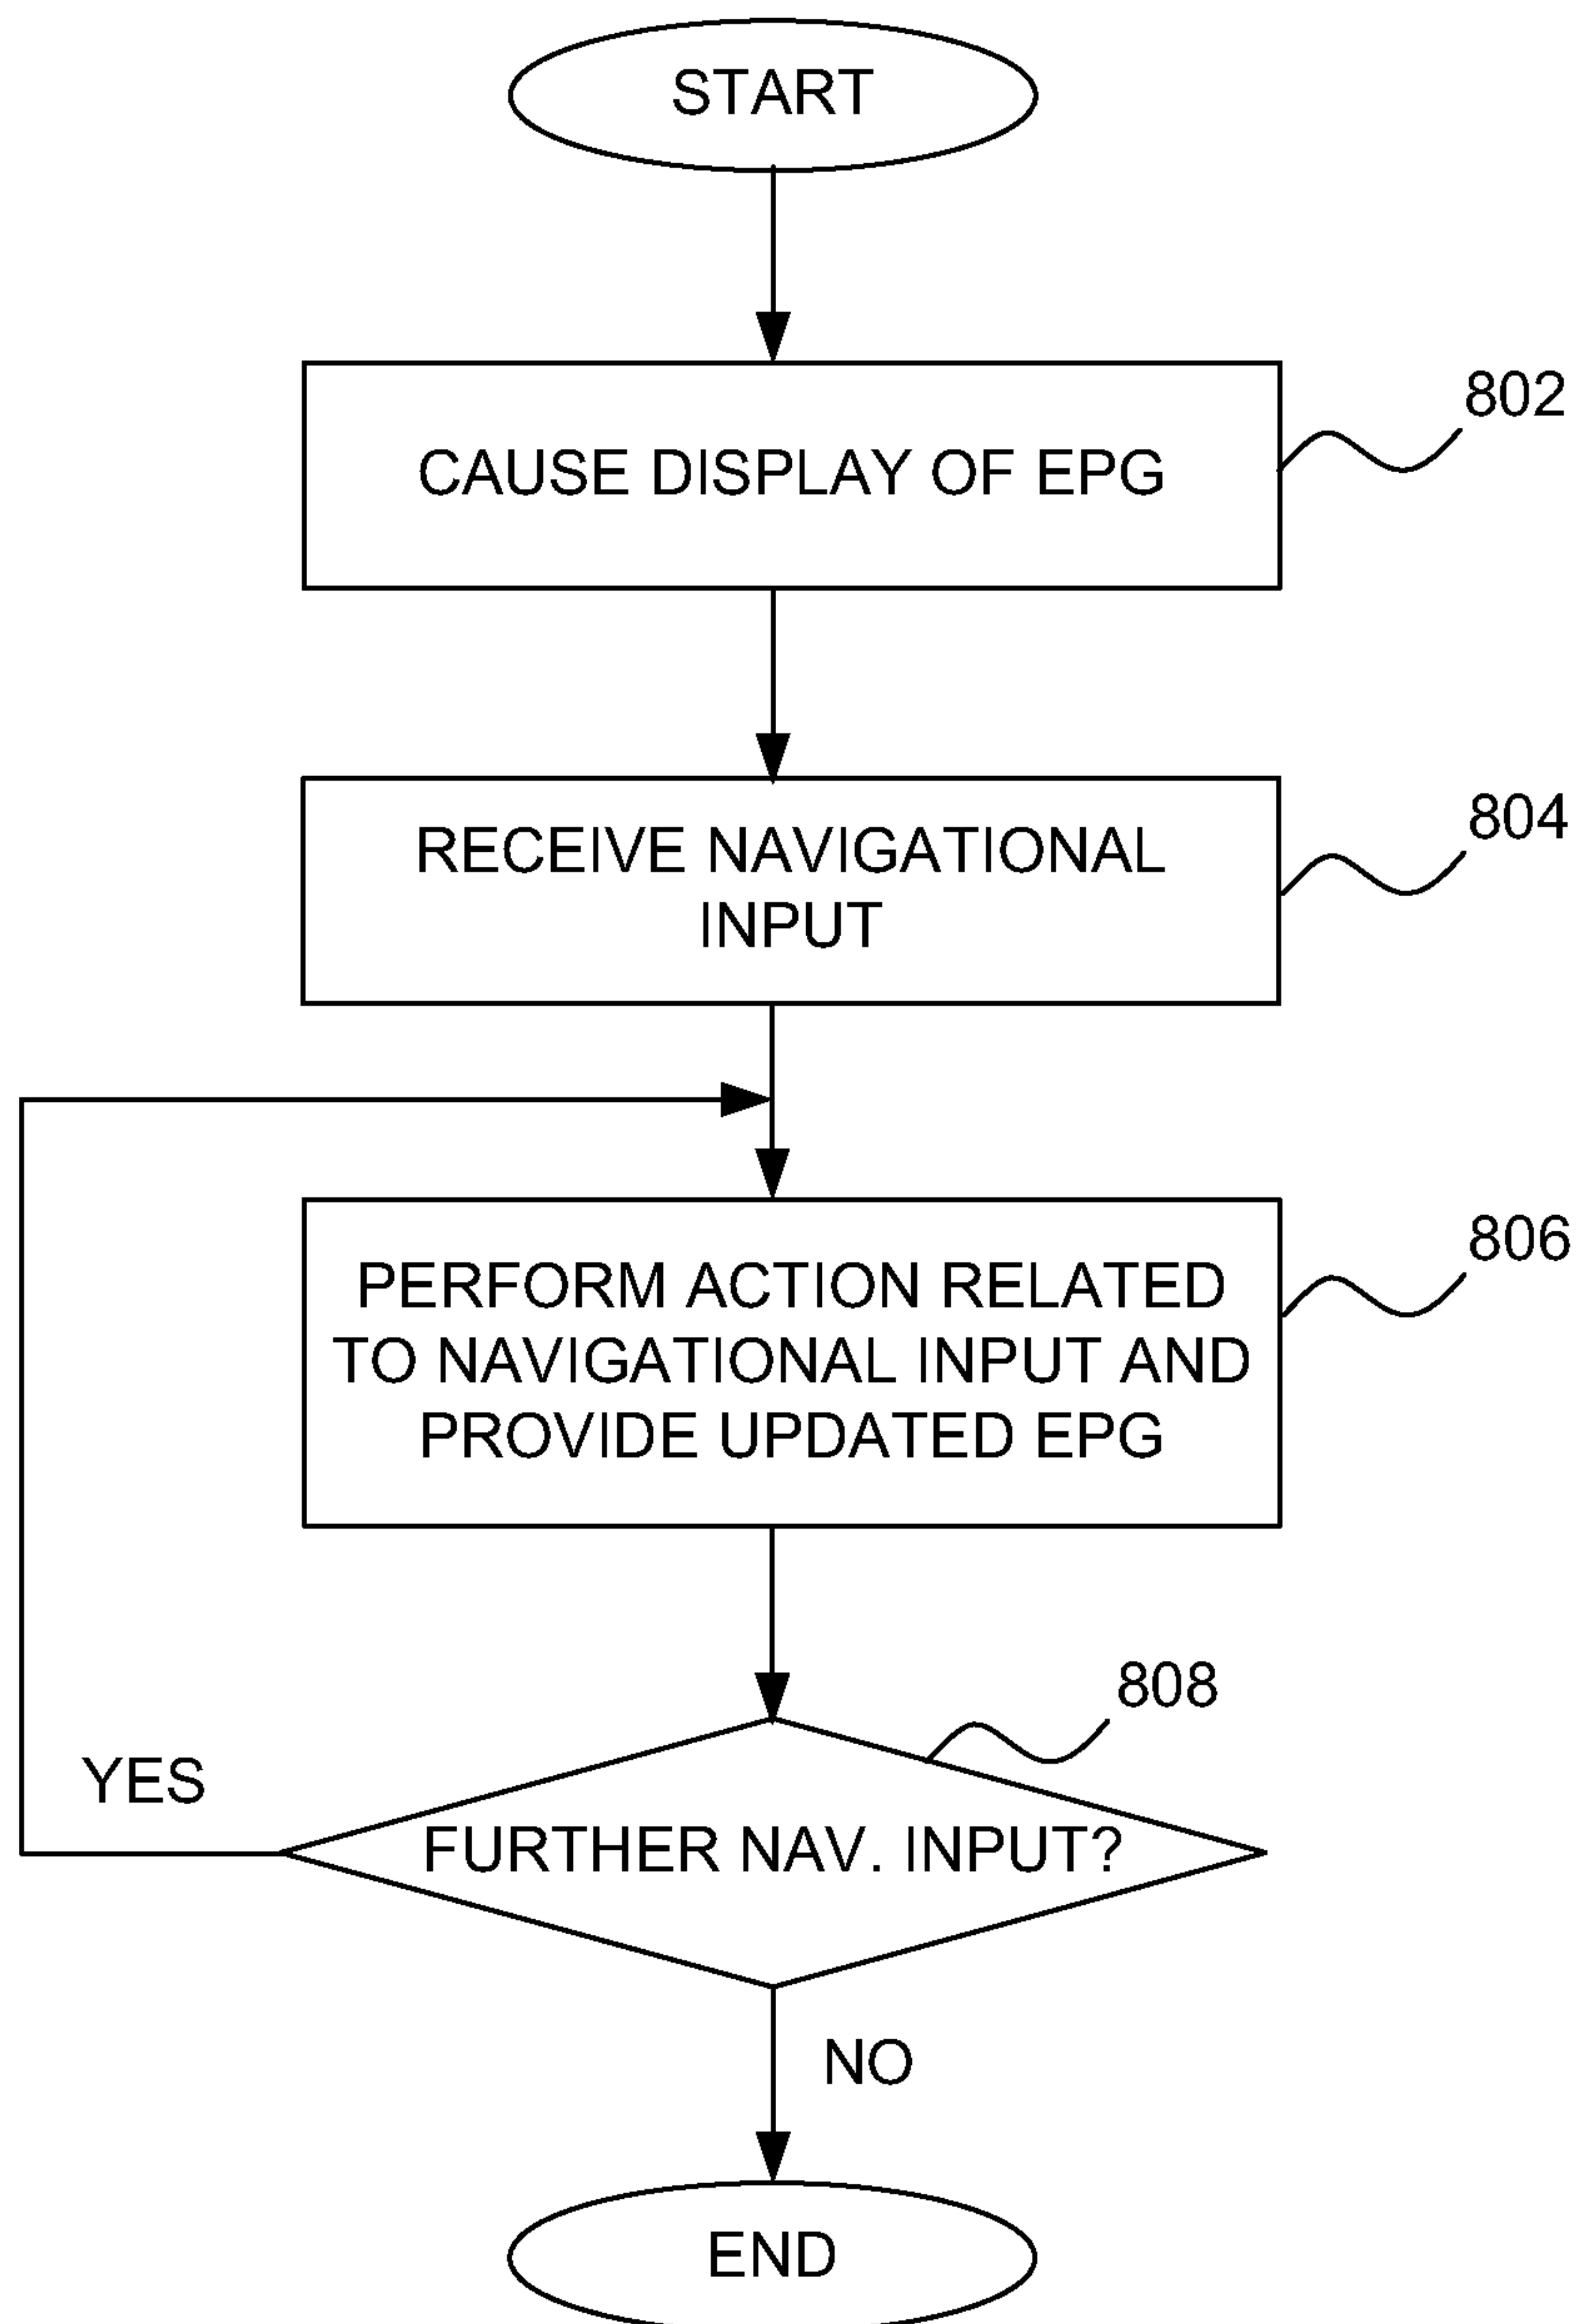 START
CAUSE DISPLAY OF EPG
802
RECEIVE NAVIGATIONAL
INPUT
804
PERFORM ACTION RELATED
TO NAVIGATIONAL INPUT AND
PROVIDE UPDATED EPG
806
808
YES
FURTHER NAV. INPUT?
NO
END